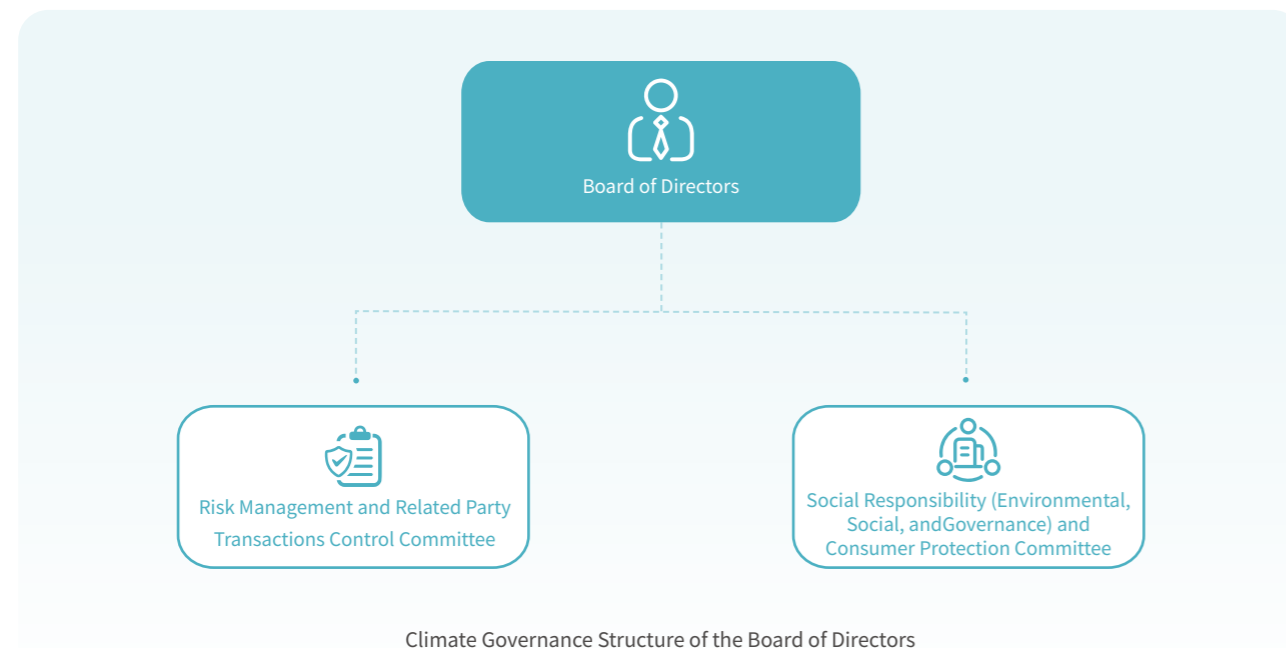 Board of Directors
Risk Management and Related Party
Transactions Control Committee
Social Responsibility (Environmental,
Social, andGovernance) and
Consumer Protection Committee
Climate Governance Structure of the Board of Directors